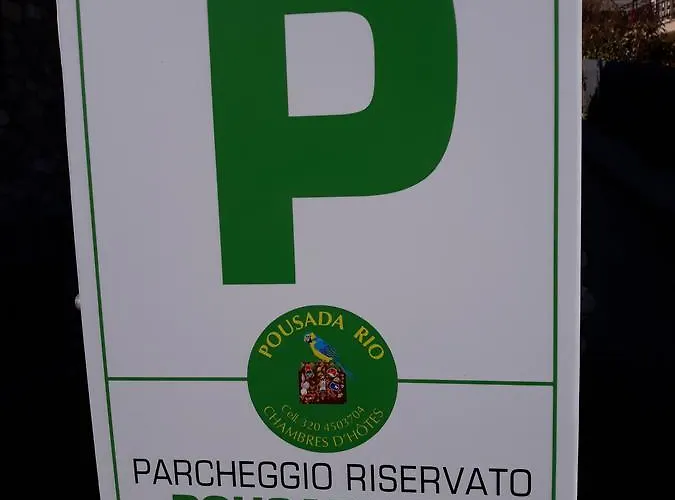 P
POUSADA RIO
Cell. 320 4503704
CHAMBRES D'HÔTES
PARCHEGGIO RISERVATO